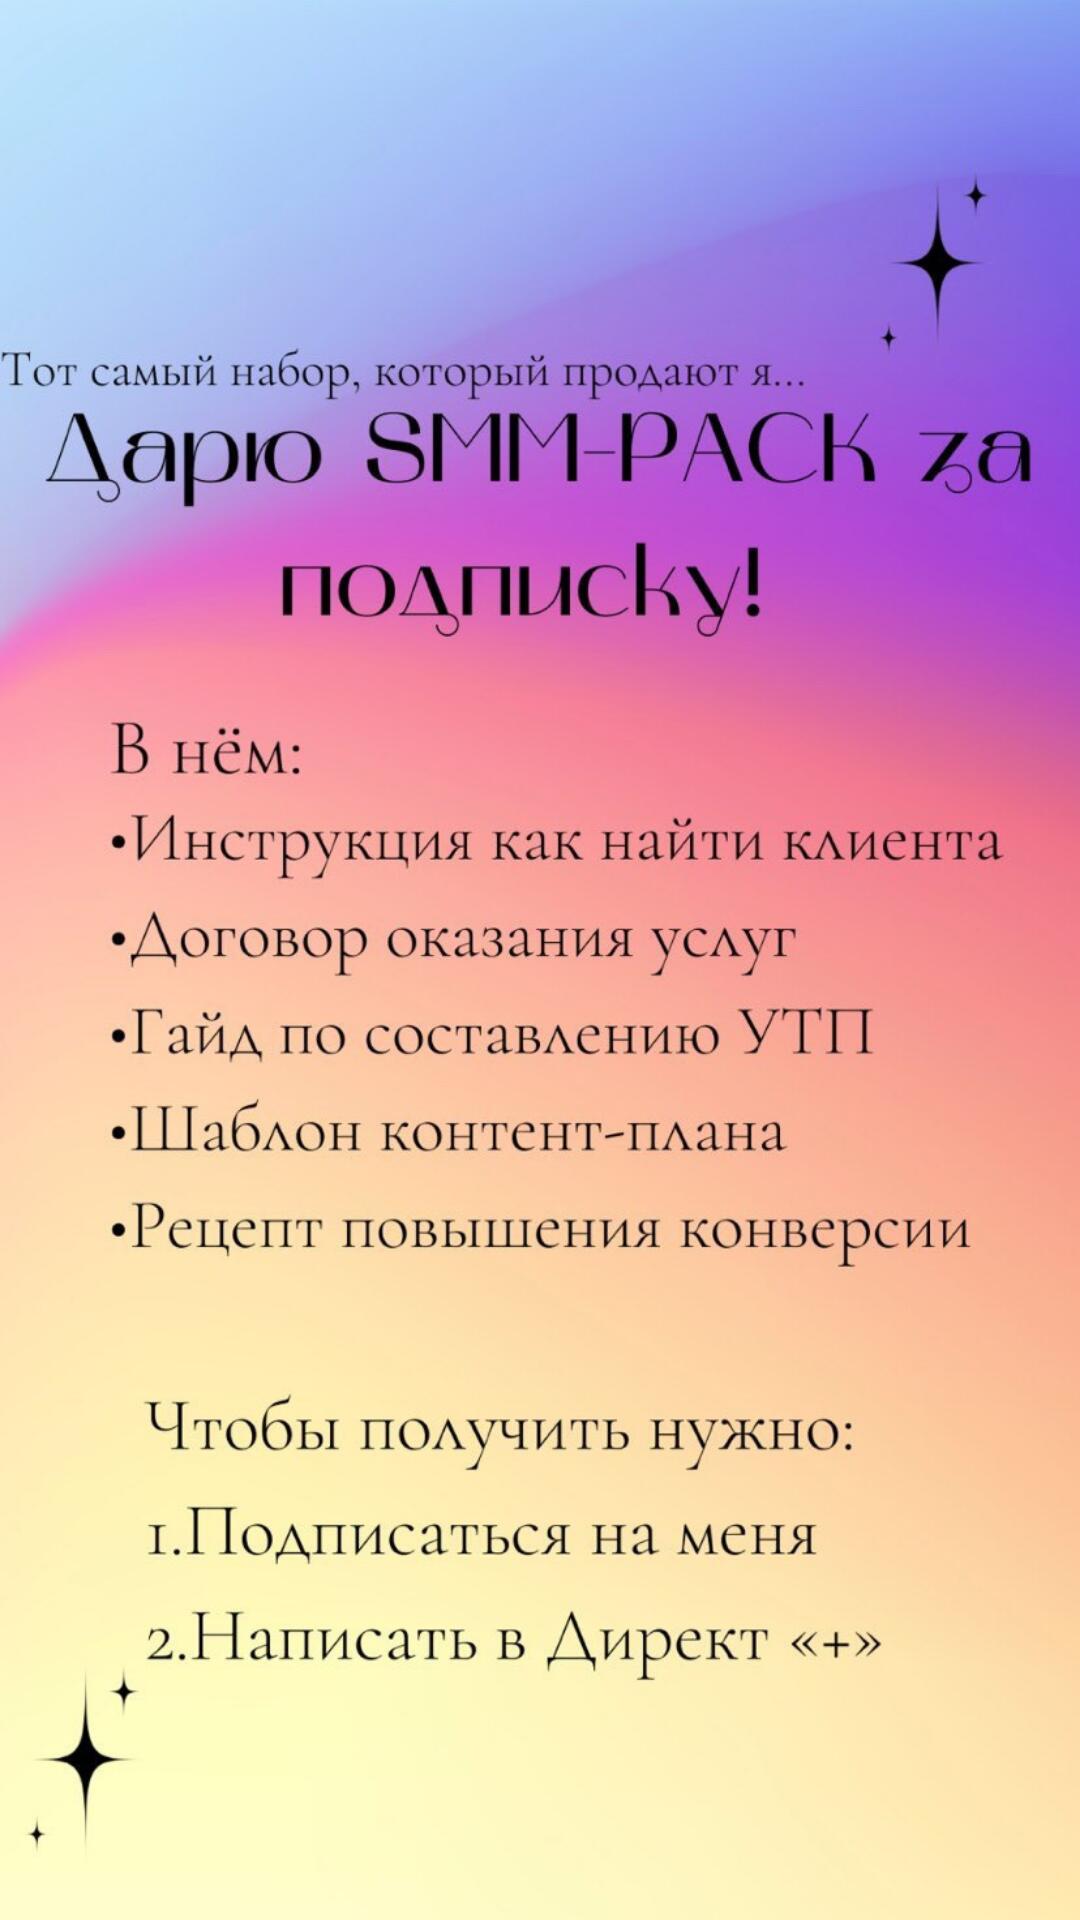 Тот самый набор, который продают я...
Дарю SMM-PACK за
подписку!
В нём:
•Инструкция как найти клиента
•Договор оказания услуг
•Гайд по составлению УТП
•Шаблон контент-плана
•Рецепт повышения конверсии
Чтобы получить нужно:
1.Подписаться на меня
2.Написать в Директ «+»